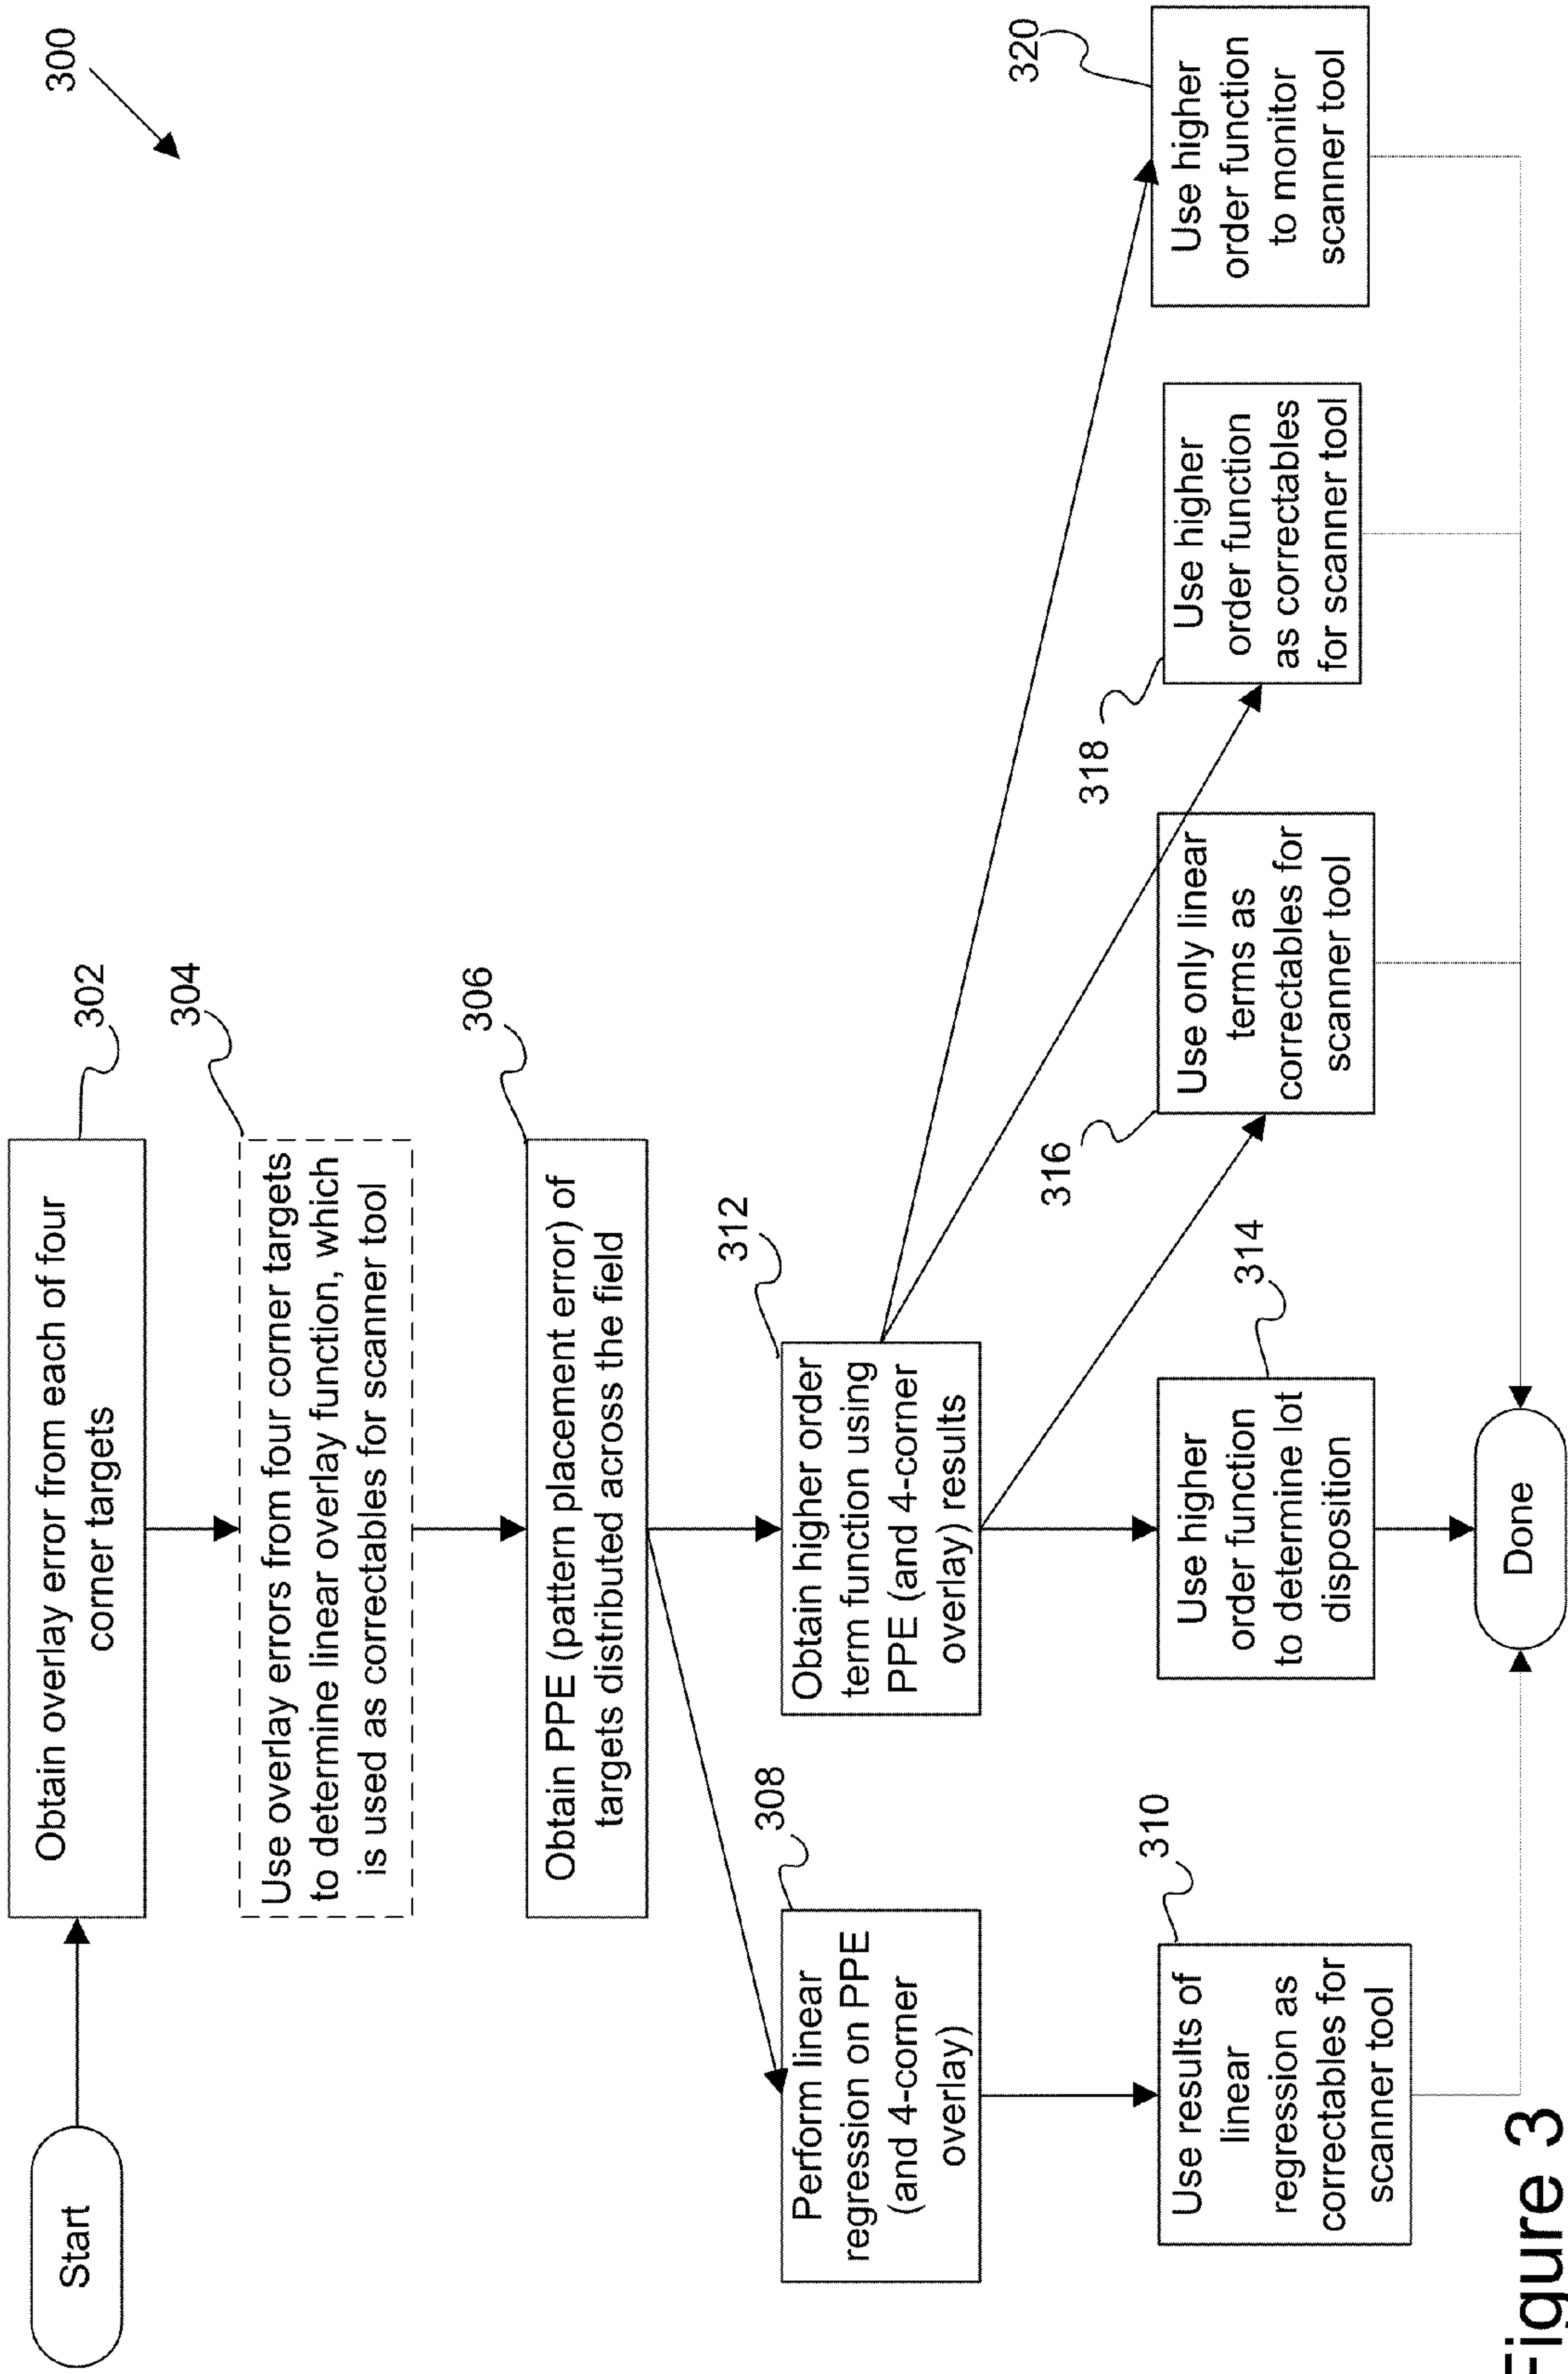 300
Start
Obtain overlay error from each of four
corner targets
302
Use overlay errors from four corner targets
to determine linear overlay function, which
is used as correctables for scanner tool
304
Obtain PPE (pattern placement error) of
targets distributed across the field
306
Perform linear
regression on PPE
(and 4-corner
overlay)
308
Obtain higher order
term function using
PPE (and 4-corner
overlay) results
312
Use results of
linear
regression as
correctables for
scanner tool
310
Use higher
order function
to determine lot
disposition
314
Use only linear
terms as
correctables for
scanner tool
316
Use higher
order function
as correctables
for scanner tool
318
Use higher
order function
to monitor
scanner tool
320
Done
Figure 3